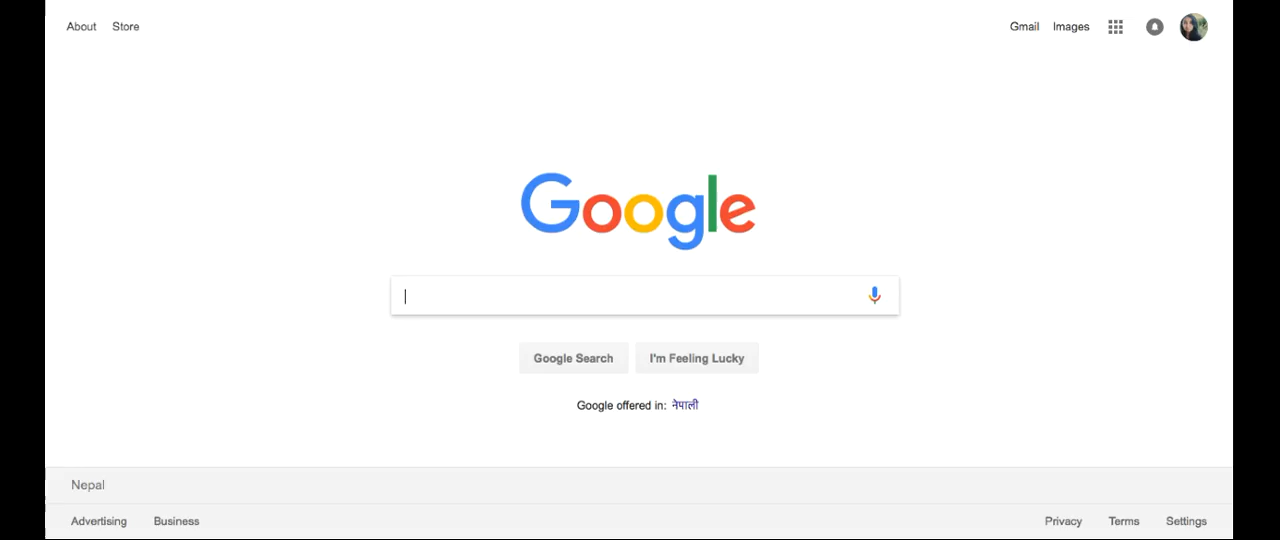 About Store Gmail Images
Google
Google Search I'm Feeling Lucky
Google offered in: नेपाली
Nepal
Advertising Business Privacy Terms Settings